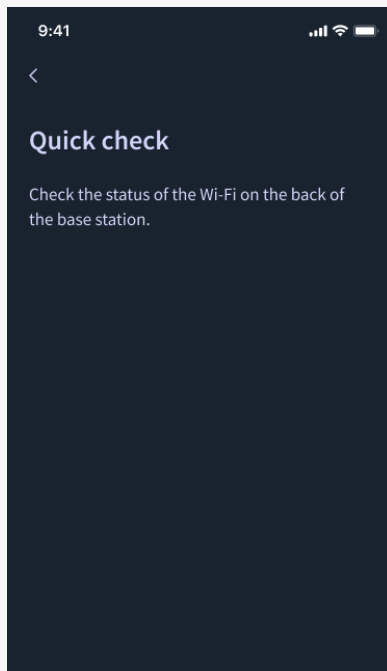 9:41
Quick check
Check the status of the Wi-Fi on the back of
the base station.